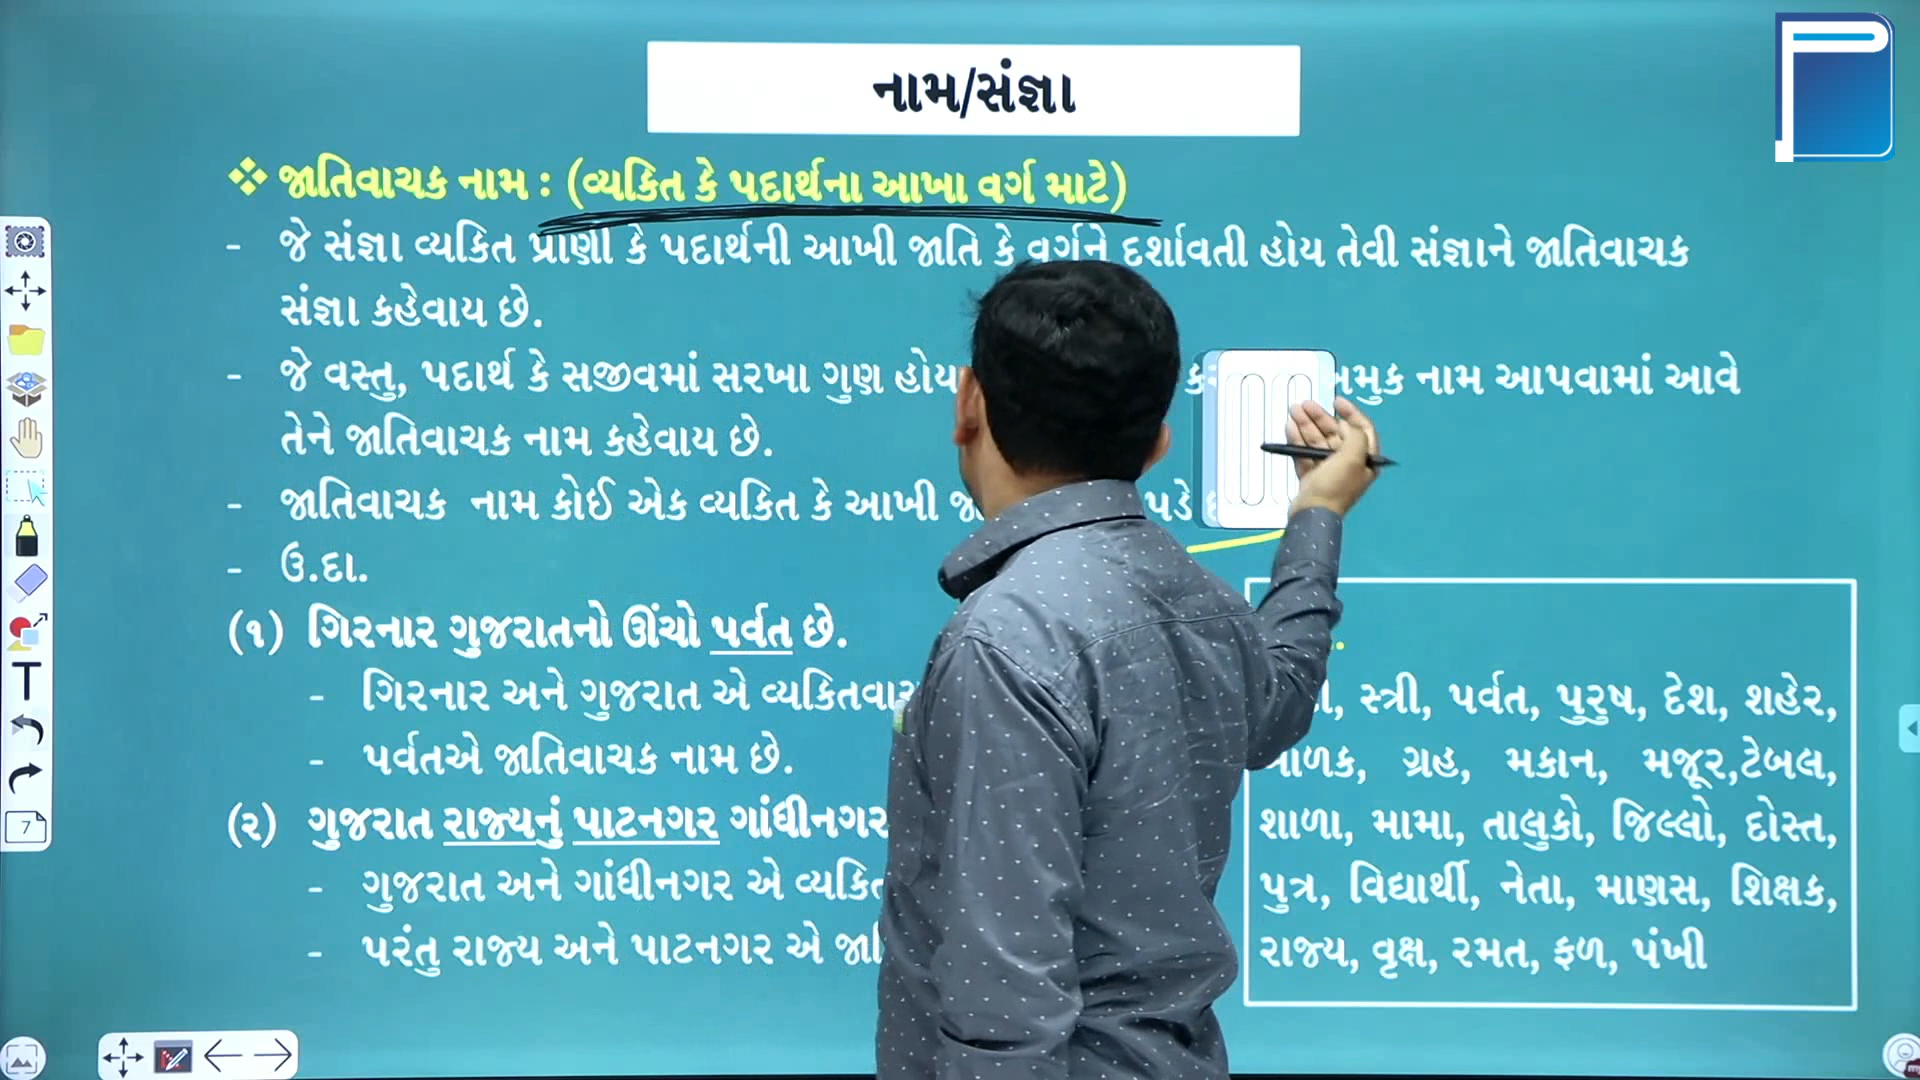 નામ/સંજ્ઞા
❖ જાતિવાચક નામ : (વ્યકિત કે પદાર્થના આખા વર્ગ માટે)
- જે સંજ્ઞા વ્યકિત પ્રાણી કે પદાર્થની આખી જાતિ કે વર્ગને દર્શાવતી હોય તેવી સંજ્ઞાને જાતિવાચક
સંજ્ઞા કહેવાય છે.
- જે વસ્તુ, પદાર્થ કે સજીવમાં સરખા ગુણ હોય અમુક નામ આપવામાં આવે
તેને જાતિવાચક નામ કહેવાય છે.
- જાતિવાચક નામ કોઈ એક વ્યકિત કે આખી પડે
- ઉ.દા.
(૧) ગિરનાર ગુજરાતનો ઊંચો પર્વત છે.
- ગિરનાર અને ગુજરાત એ
- પર્વતએ જાતિવાચક નામ છે.
(૨) ગુજરાત રાજ્યનું પાટનગર ગાંધીનગર
- ગુજરાત અને ગાંધીનગર એ
- પરંતુ રાજ્ય અને પાટનગર એ
સ્ત્રી, પર્વત, પુરુષ, દેશ, શહેર,
બાળક, ગ્રહ, મકાન, મજૂર,ટેબલ,
શાળા, મામા, તાલુકો, જિલ્લો, દોસ્ત,
પુત્ર, વિદ્યાર્થી, નેતા, માણસ, શિક્ષક,
રાજ્ય, વૃક્ષ, રમત, ફળ, પંખી
7